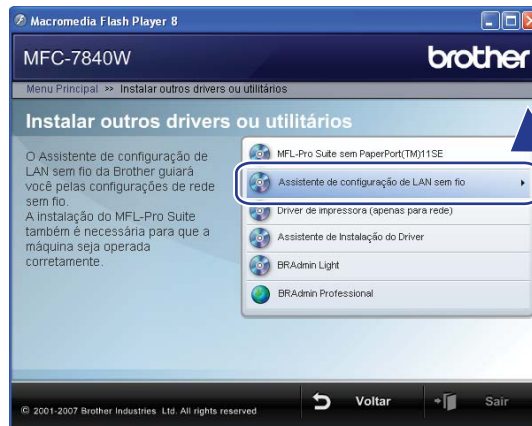 Macromedia Flash Player 8
MFC-7840W
brother
Menu Principal >> Instalar outros drivers ou utilitários
Instalar outros drivers ou utilitários
O Assistente de configuração de
LAN sem fio da Brother guiará
você pelas configurações de rede
sem fio.
A instalação do MFL-Pro Suite
também é necessária para que a
máquina seja operada
corretamente.
MFL-Pro Suite sem PaperPort(TM)11SE
Assistente de configuração de LAN sem fio
Driver de impressora (apenas para rede)
Assistente de Instalação do Driver
BRAdmin Light
BRAdmin Professional
© 2001-2007 Brother Industries Ltd. All rights reserved
Voltar
Sair